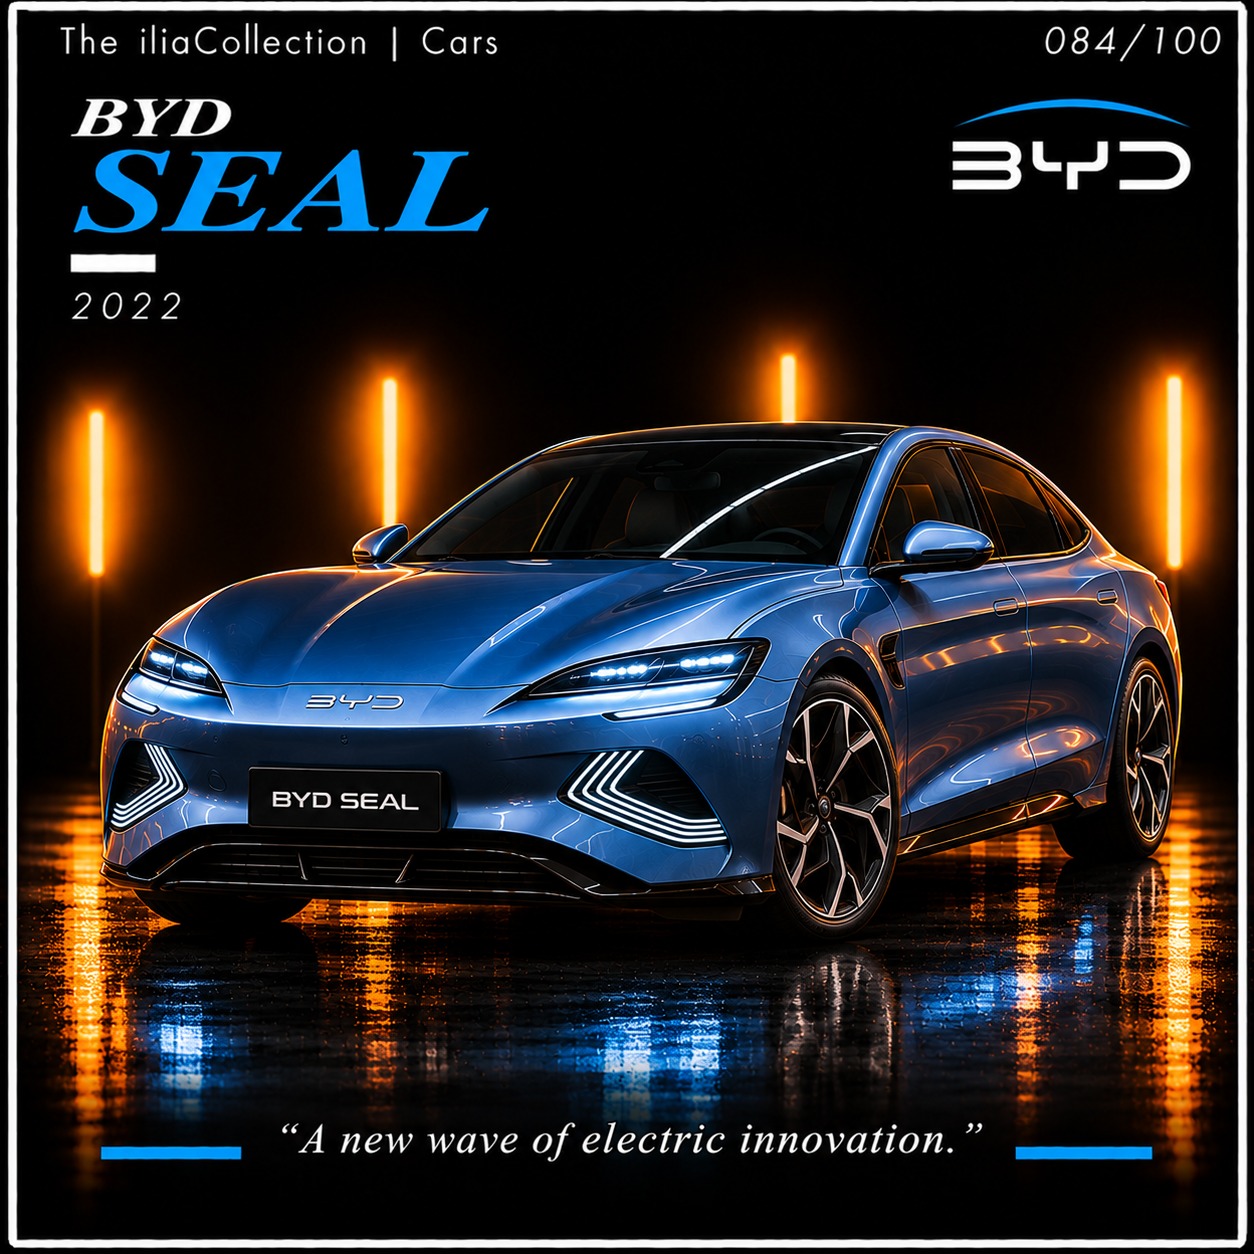 The iliaCollection | Cars
084/100
BYD
SEAL
2022
BYD
BYD
BYD SEAL
“A new wave of electric innovation.”